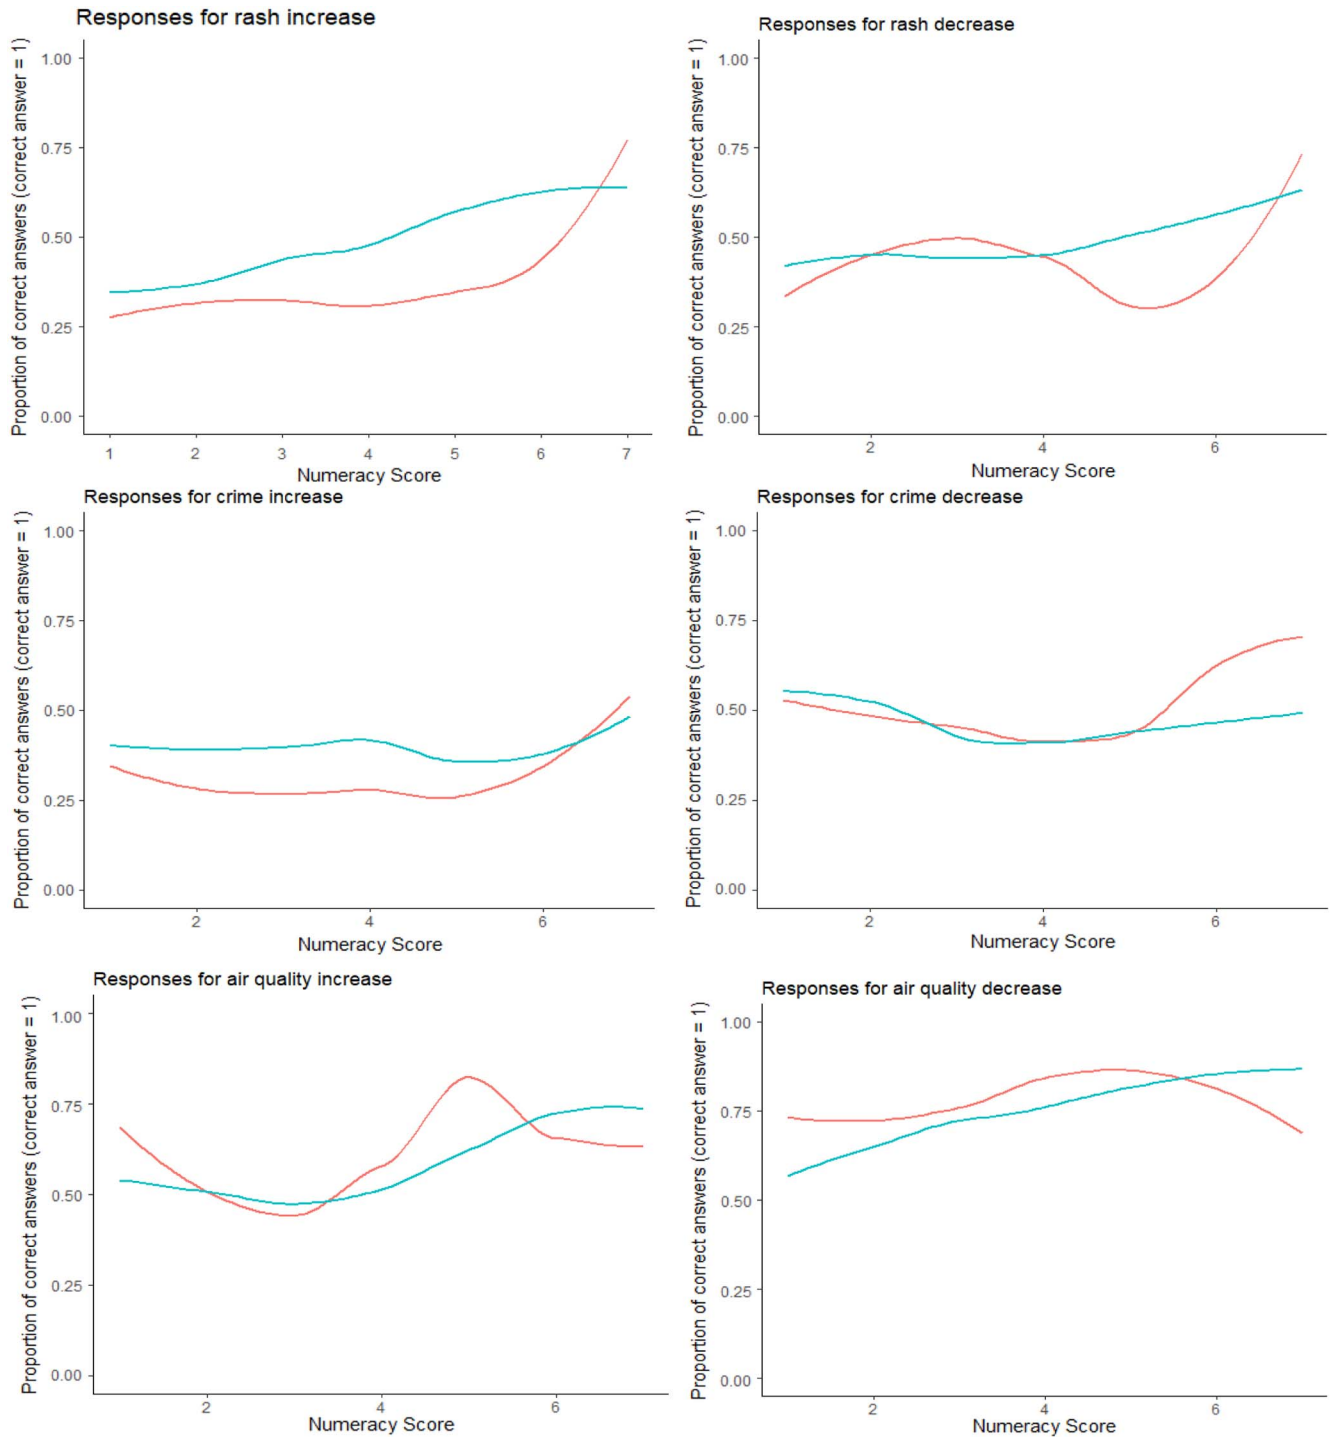 Responses for rash increase
Proportion of correct answers (correct answer = 1)
1.00
0.75
0.50
0.25
0.00
1 2 3 4 5 6 7
Numeracy Score
Responses for rash decrease
Proportion of correct answers (correct answer = 1)
1.00
0.75
0.50
0.25
0.00
2 4 6
Numeracy Score
Responses for crime increase
Proportion of correct answers (correct answer = 1)
1.00
0.75
0.50
0.25
0.00
2 4 6
Numeracy Score
Responses for crime decrease
Proportion of correct answers (correct answer = 1)
1.00
0.75
0.50
0.25
0.00
2 4 6
Numeracy Score
Responses for air quality increase
Proportion of correct answers (correct answer = 1)
1.00
0.75
0.50
0.25
0.00
2 4 6
Numeracy Score
Responses for air quality decrease
Proportion of correct answers (correct answer = 1)
1.00
0.75
0.50
0.25
0.00
2 4 6
Numeracy Score